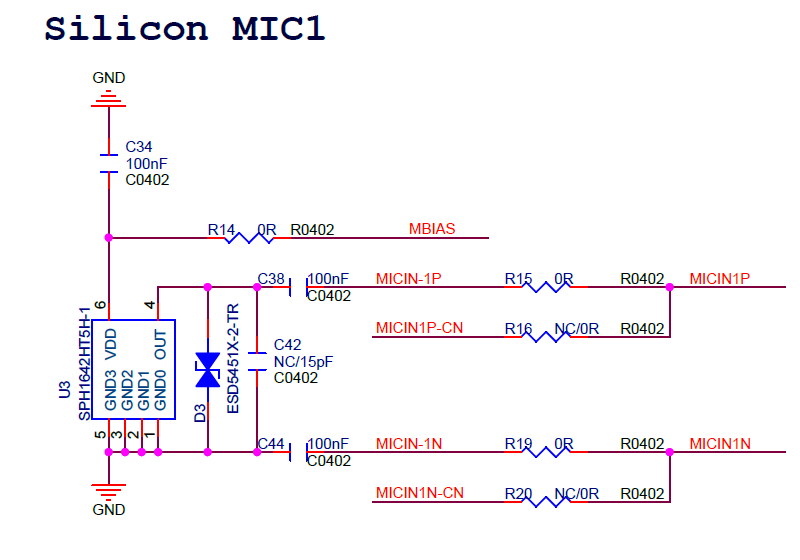 Silicon MIC1
GND
C34
100nF
C0402
R14 0R R0402 MBIAS
C38 100nF MICIN-1P R15 0R R0402 MICIN1P
C0402
6 4
MICIN1P-CN R16 NC/0R R0402
U3
SPH1642HT5H-1
VDD OUT
GND3 GND2 GND1 GND0
D3
ESD5451X-2-TR
C42
NC/15pF
C0402
5 3 2 1
C44 100nF MICIN-1N R19 0R R0402 MICIN1N
C0402
MICIN1N-CN R20 NC/0R R0402
GND